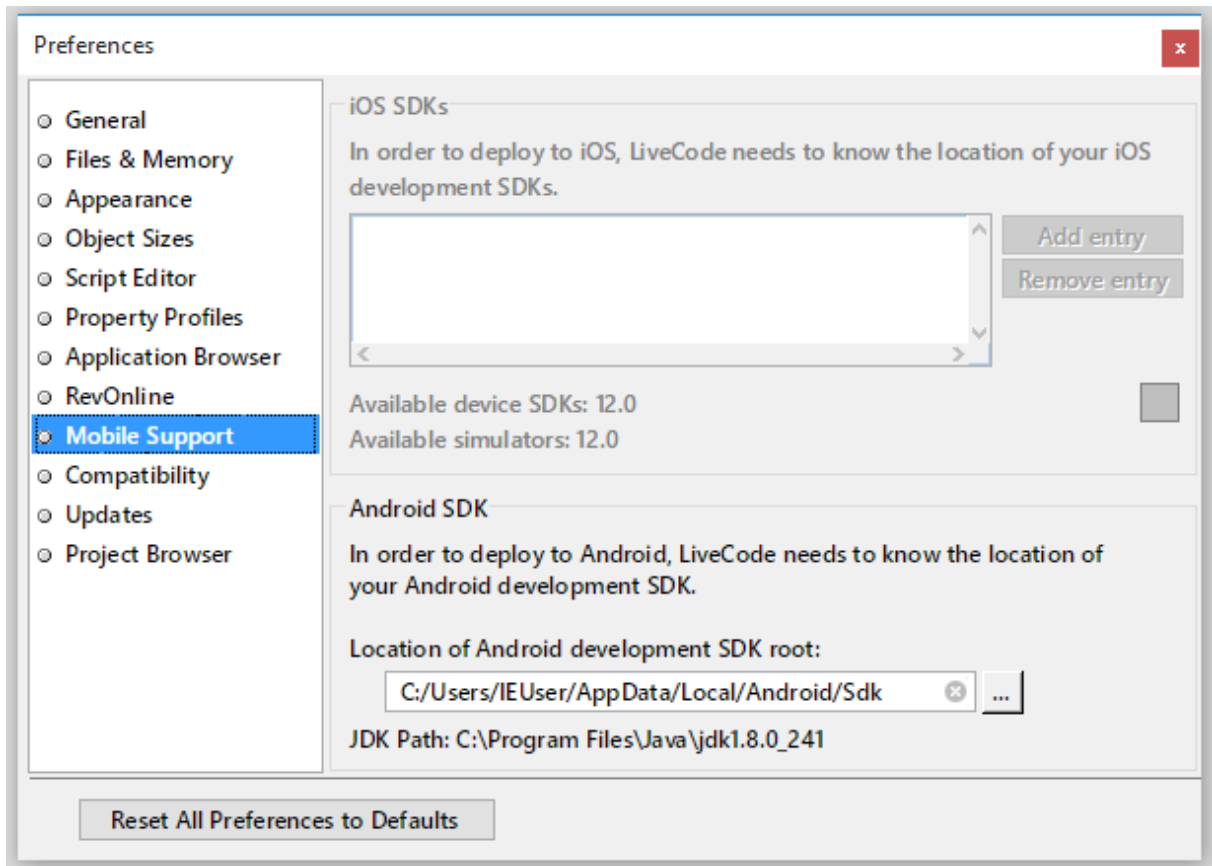 Preferences
x
General
Files & Memory
Appearance
Object Sizes
Script Editor
Property Profiles
Application Browser
RevOnline
Mobile Support
Compatibility
Updates
Project Browser
iOS SDKs
In order to deploy to iOS, LiveCode needs to know the location of your iOS
development SDKs.
Add entry
Remove entry
Available device SDKs: 12.0
Available simulators: 12.0
Android SDK
In order to deploy to Android, LiveCode needs to know the location of
your Android development SDK.
Location of Android development SDK root:
C:/Users/IEUser/AppData/Local/Android/Sdk
...
JDK Path: C:\Program Files\Java\jdk1.8.0_241
Reset All Preferences to Defaults